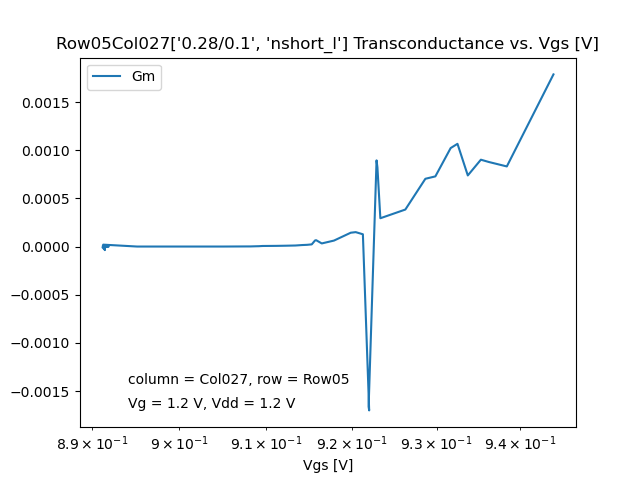 Row05Col027['0.28/0.1', 'nshort_l'] Transconductance vs. Vgs [V]
Gm
0.0015
0.0010
0.0005
0.0000
−0.0005
−0.0010
−0.0015
column = Col027, row = Row05
Vg = 1.2 V, Vdd = 1.2 V
8.9 × 10⁻¹ 9 × 10⁻¹ 9.1 × 10⁻¹ 9.2 × 10⁻¹ 9.3 × 10⁻¹ 9.4 × 10⁻¹
Vgs [V]